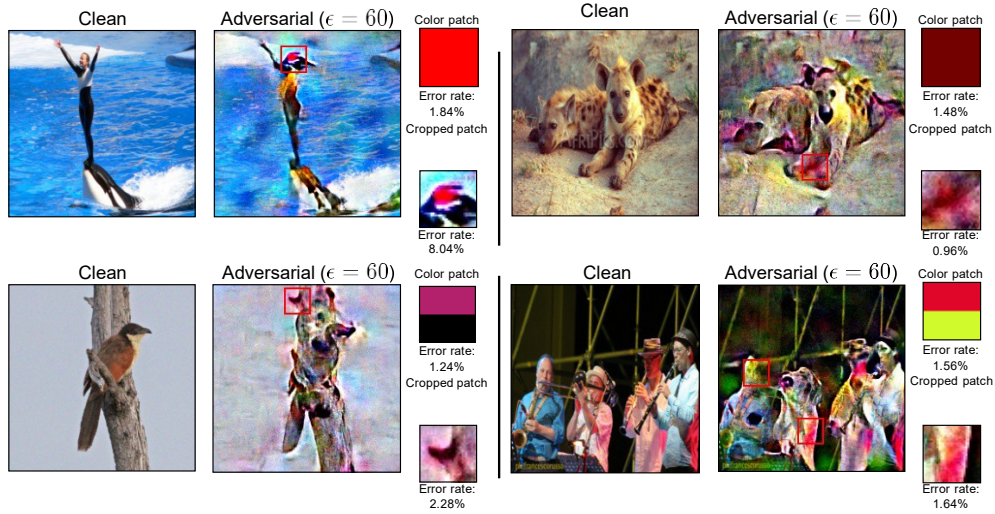 Clean
Adversarial (ϵ = 60)
Color patch
Error rate:
1.84%
Cropped patch
Error rate:
8.04%
Clean
Adversarial (ϵ = 60)
Color patch
Error rate:
1.48%
Cropped patch
Error rate:
0.96%
Clean
Adversarial (ϵ = 60)
Color patch
Error rate:
1.24%
Cropped patch
Error rate:
2.28%
Clean
Adversarial (ϵ = 60)
Color patch
Error rate:
1.56%
Cropped patch
Error rate:
1.64%